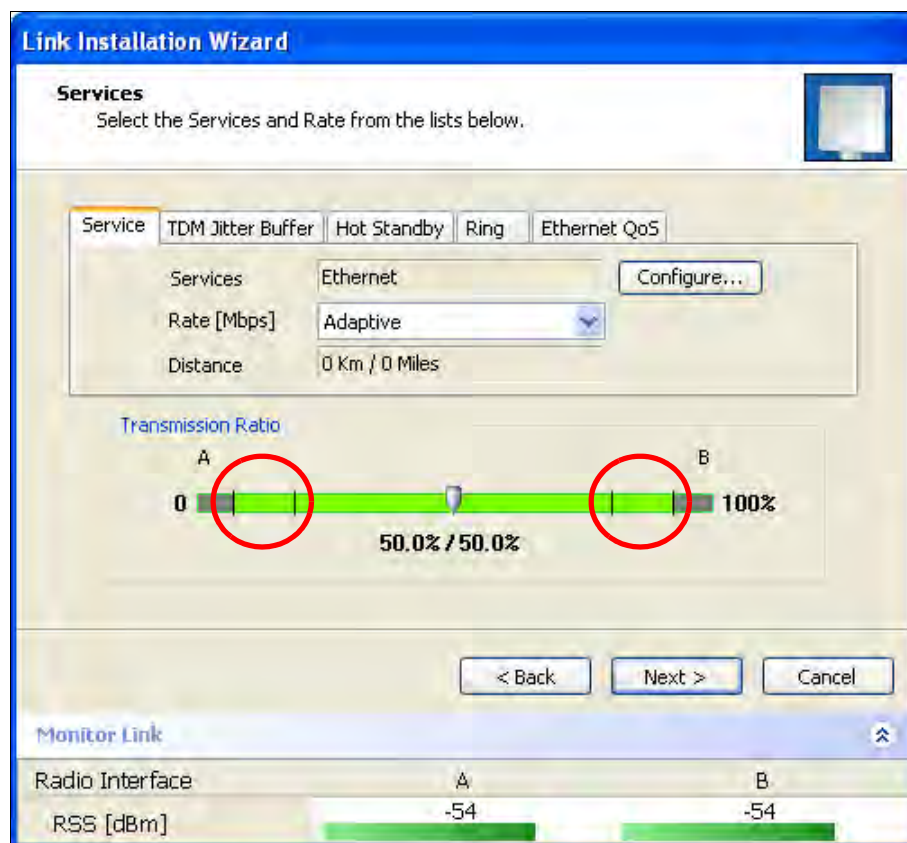 Link Installation Wizard
Services
Select the Services and Rate from the lists below.
Service TDM Jitter Buffer Hot Standby Ring Ethernet QoS
Services Ethernet Configure...
Rate [Mbps] Adaptive
Distance 0 Km / 0 Miles
Transmission Ratio
A B
0 100%
50.0% / 50.0%
< Back Next > Cancel
Monitor Link
Radio Interface A B
RSS [dBm] -54 -54